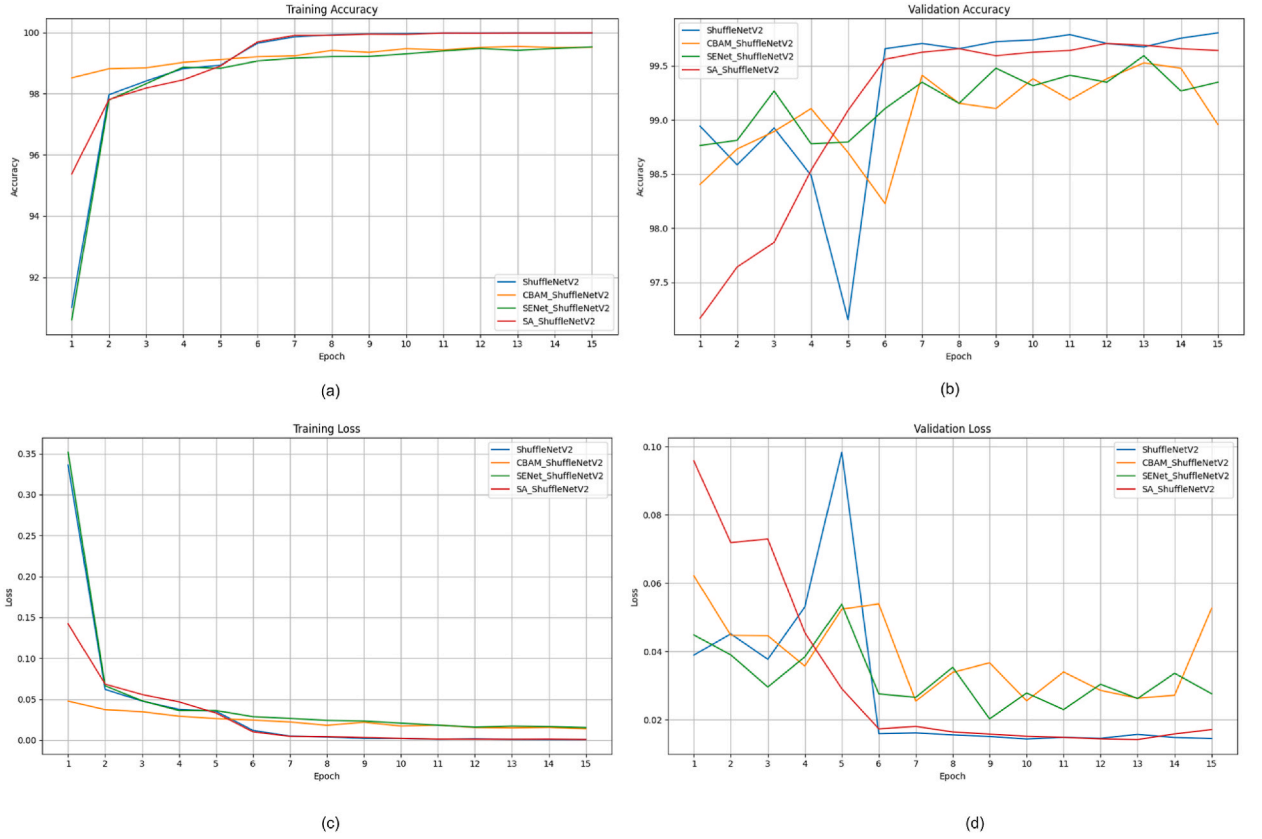 Training Accuracy
100
98
96
94
92
Accuracy
ShuffleNetV2
CBAM_ShuffleNetV2
SENet_ShuffleNetV2
SA_ShuffleNetV2
1 2 3 4 5 6 7 8 9 10 11 12 13 14 15
Epoch
(a)
Validation Accuracy
ShuffleNetV2
CBAM_ShuffleNetV2
SENet_ShuffleNetV2
SA_ShuffleNetV2
99.5
99.0
98.5
98.0
97.5
Accuracy
1 2 3 4 5 6 7 8 9 10 11 12 13 14 15
Epoch
(b)
Training Loss
ShuffleNetV2
CBAM_ShuffleNetV2
SENet_ShuffleNetV2
SA_ShuffleNetV2
0.35
0.30
0.25
0.20
0.15
0.10
0.05
0.00
Loss
1 2 3 4 5 6 7 8 9 10 11 12 13 14 15
Epoch
(c)
Validation Loss
ShuffleNetV2
CBAM_ShuffleNetV2
SENet_ShuffleNetV2
SA_ShuffleNetV2
0.10
0.08
0.06
0.04
0.02
Loss
1 2 3 4 5 6 7 8 9 10 11 12 13 14 15
Epoch
(d)